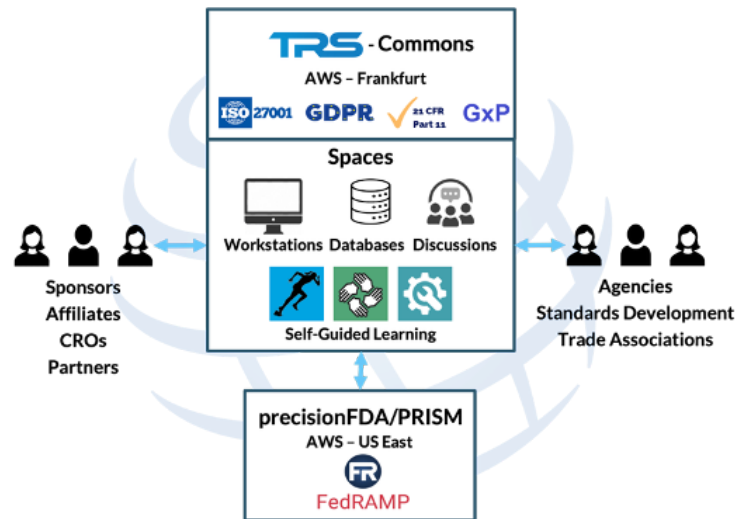 TRS - Commons
AWS – Frankfurt
ISO 27001 GDPR 21 CFR Part 11 GxP
Spaces
Workstations Databases Discussions
Self-Guided Learning
Sponsors
Affiliates
CROs
Partners
Agencies
Standards Development
Trade Associations
precisionFDA/PRISM
AWS – US East
FR
FedRAMP